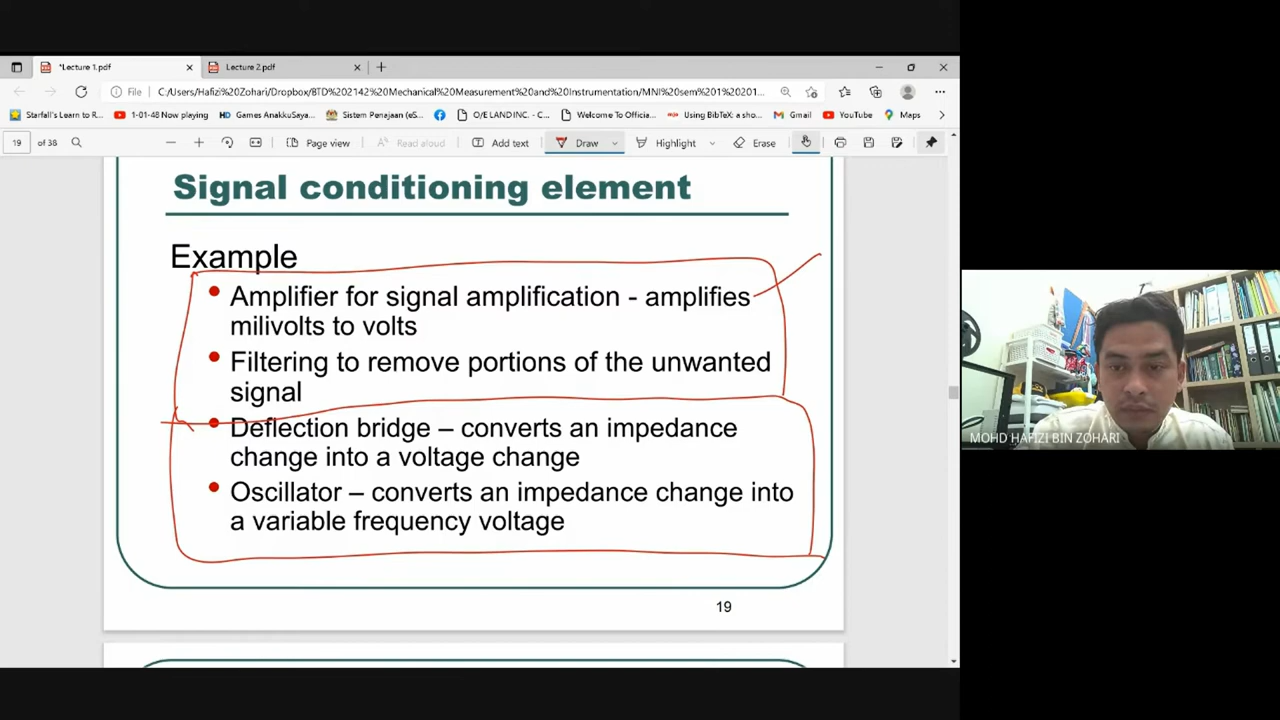 *Lecture 1.pdf
Lecture 2.pdf
File
C:/Users/Hafizi%20Zohari/Dropbox/BTD%202142%20Mechanical%20Measurement%20and%20Instrumentation/MNI%20sem%201%20201...
Starfall's Learn to R...
1-01-48 Now playing
Games AnakkuSaya...
Sistem Penajaan (eS...
O/E LAND INC. - C...
Welcome To Officia...
Using BibTeX: a sho...
Gmail
YouTube
Maps
19 of 38
Page view
Read aloud
Add text
Draw
Highlight
Erase
Signal conditioning element
Example
Amplifier for signal amplification - amplifies
milivolts to volts
Filtering to remove portions of the unwanted
signal
Deflection bridge – converts an impedance
change into a voltage change
Oscillator – converts an impedance change into
a variable frequency voltage
19
MOHD HAFIZI BIN ZOHARI